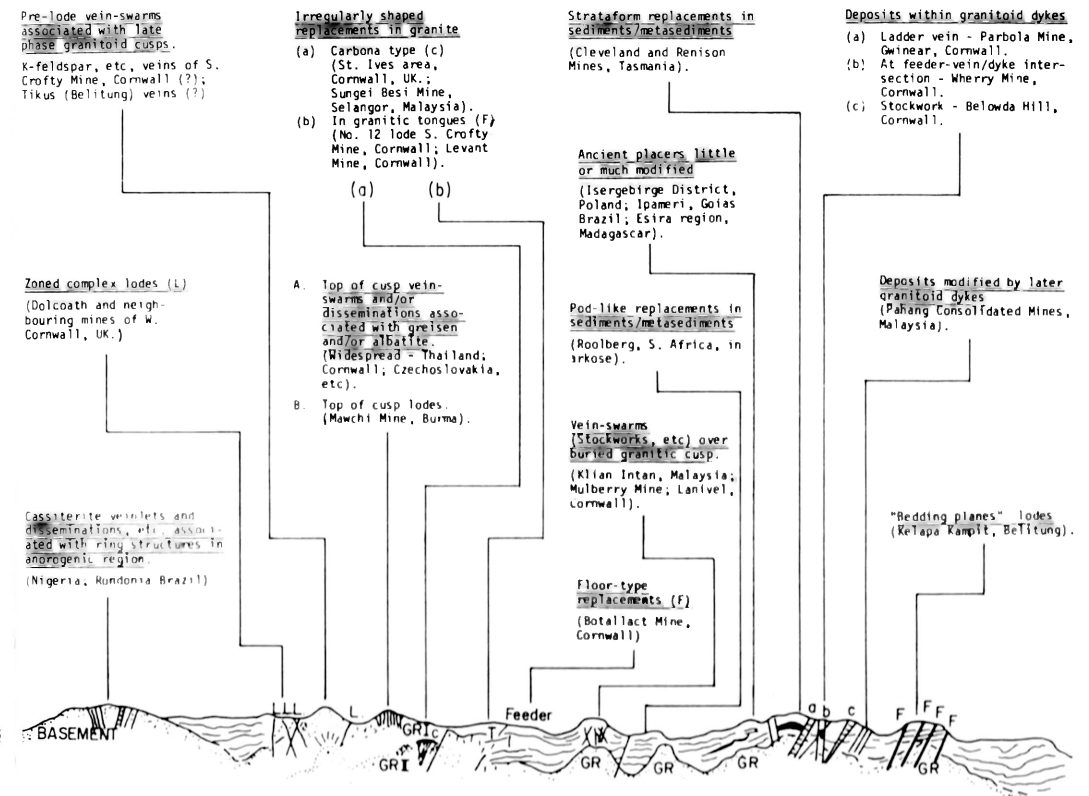 Pre-lode vein-swarms
associated with late
phase granitoid cusps.
K-feldspar, etc, veins of S.
Crofty Mine, Cornwall (?);
Tikus (Belitung) veins (?)
Irregularly shaped
replacements in granite
(a) Carbona type (c)
(St. Ives area,
Cornwall, UK.;
Sungei Besi Mine,
Selangor, Malaysia).
(b) In granitic tongues (F)
(No. 12 lode S. Crofty
Mine, Cornwall; Levant
Mine, Cornwall).
(a) (b)
Strataform replacements in
sediments/metasediments
(Cleveland and Renison
Mines, Tasmania).
Deposits within granitoid dykes
(a) Ladder vein - Parbola Mine,
Gwinear, Cornwall.
(b) At feeder-vein/dyke inter-
section - Wherry Mine,
Cornwall.
(c) Stockwork - Belowda Hill,
Cornwall.
Ancient placers little
or much modified
(Isergebirge District,
Poland; Ipameri, Goias
Brazil; Esira region,
Madagascar).
Zoned complex lodes (L)
(Dolcoath and neigh-
bouring mines of W.
Cornwall, UK.)
A. Top of cusp vein-
swarms and/or
disseminations asso-
ciated with greisen
and/or albatite.
(Widespread - Thailand;
Cornwall; Czechoslovakia,
etc).
B. Top of cusp lodes.
(Mawchi Mine, Burma).
Pod-like replacements in
sediments/metasediments
(Roolberg, S. Africa, in
arkose).
Deposits modified by later
granitoid dykes
(Pahang Consolidated Mines,
Malaysia).
Vein-swarms
(Stockworks, etc) over
buried granitic cusp.
(Klian Intan, Malaysia;
Mulberry Mine; Lanivel,
Cornwall).
Cassiterite veinlets and
disseminations, etc, associ-
ated with ring structures in
anorogenic region.
(Nigeria; Rondonia Brazil)
"Bedding planes" lodes
(Kelapa Kampit, Belitung).
Floor-type
replacements (F)
(Botallact Mine,
Cornwall)
BASEMENT
L L L
L
GR I c
GR I
T
Feeder
GR
GR
GR
a b c
F F F F
GR